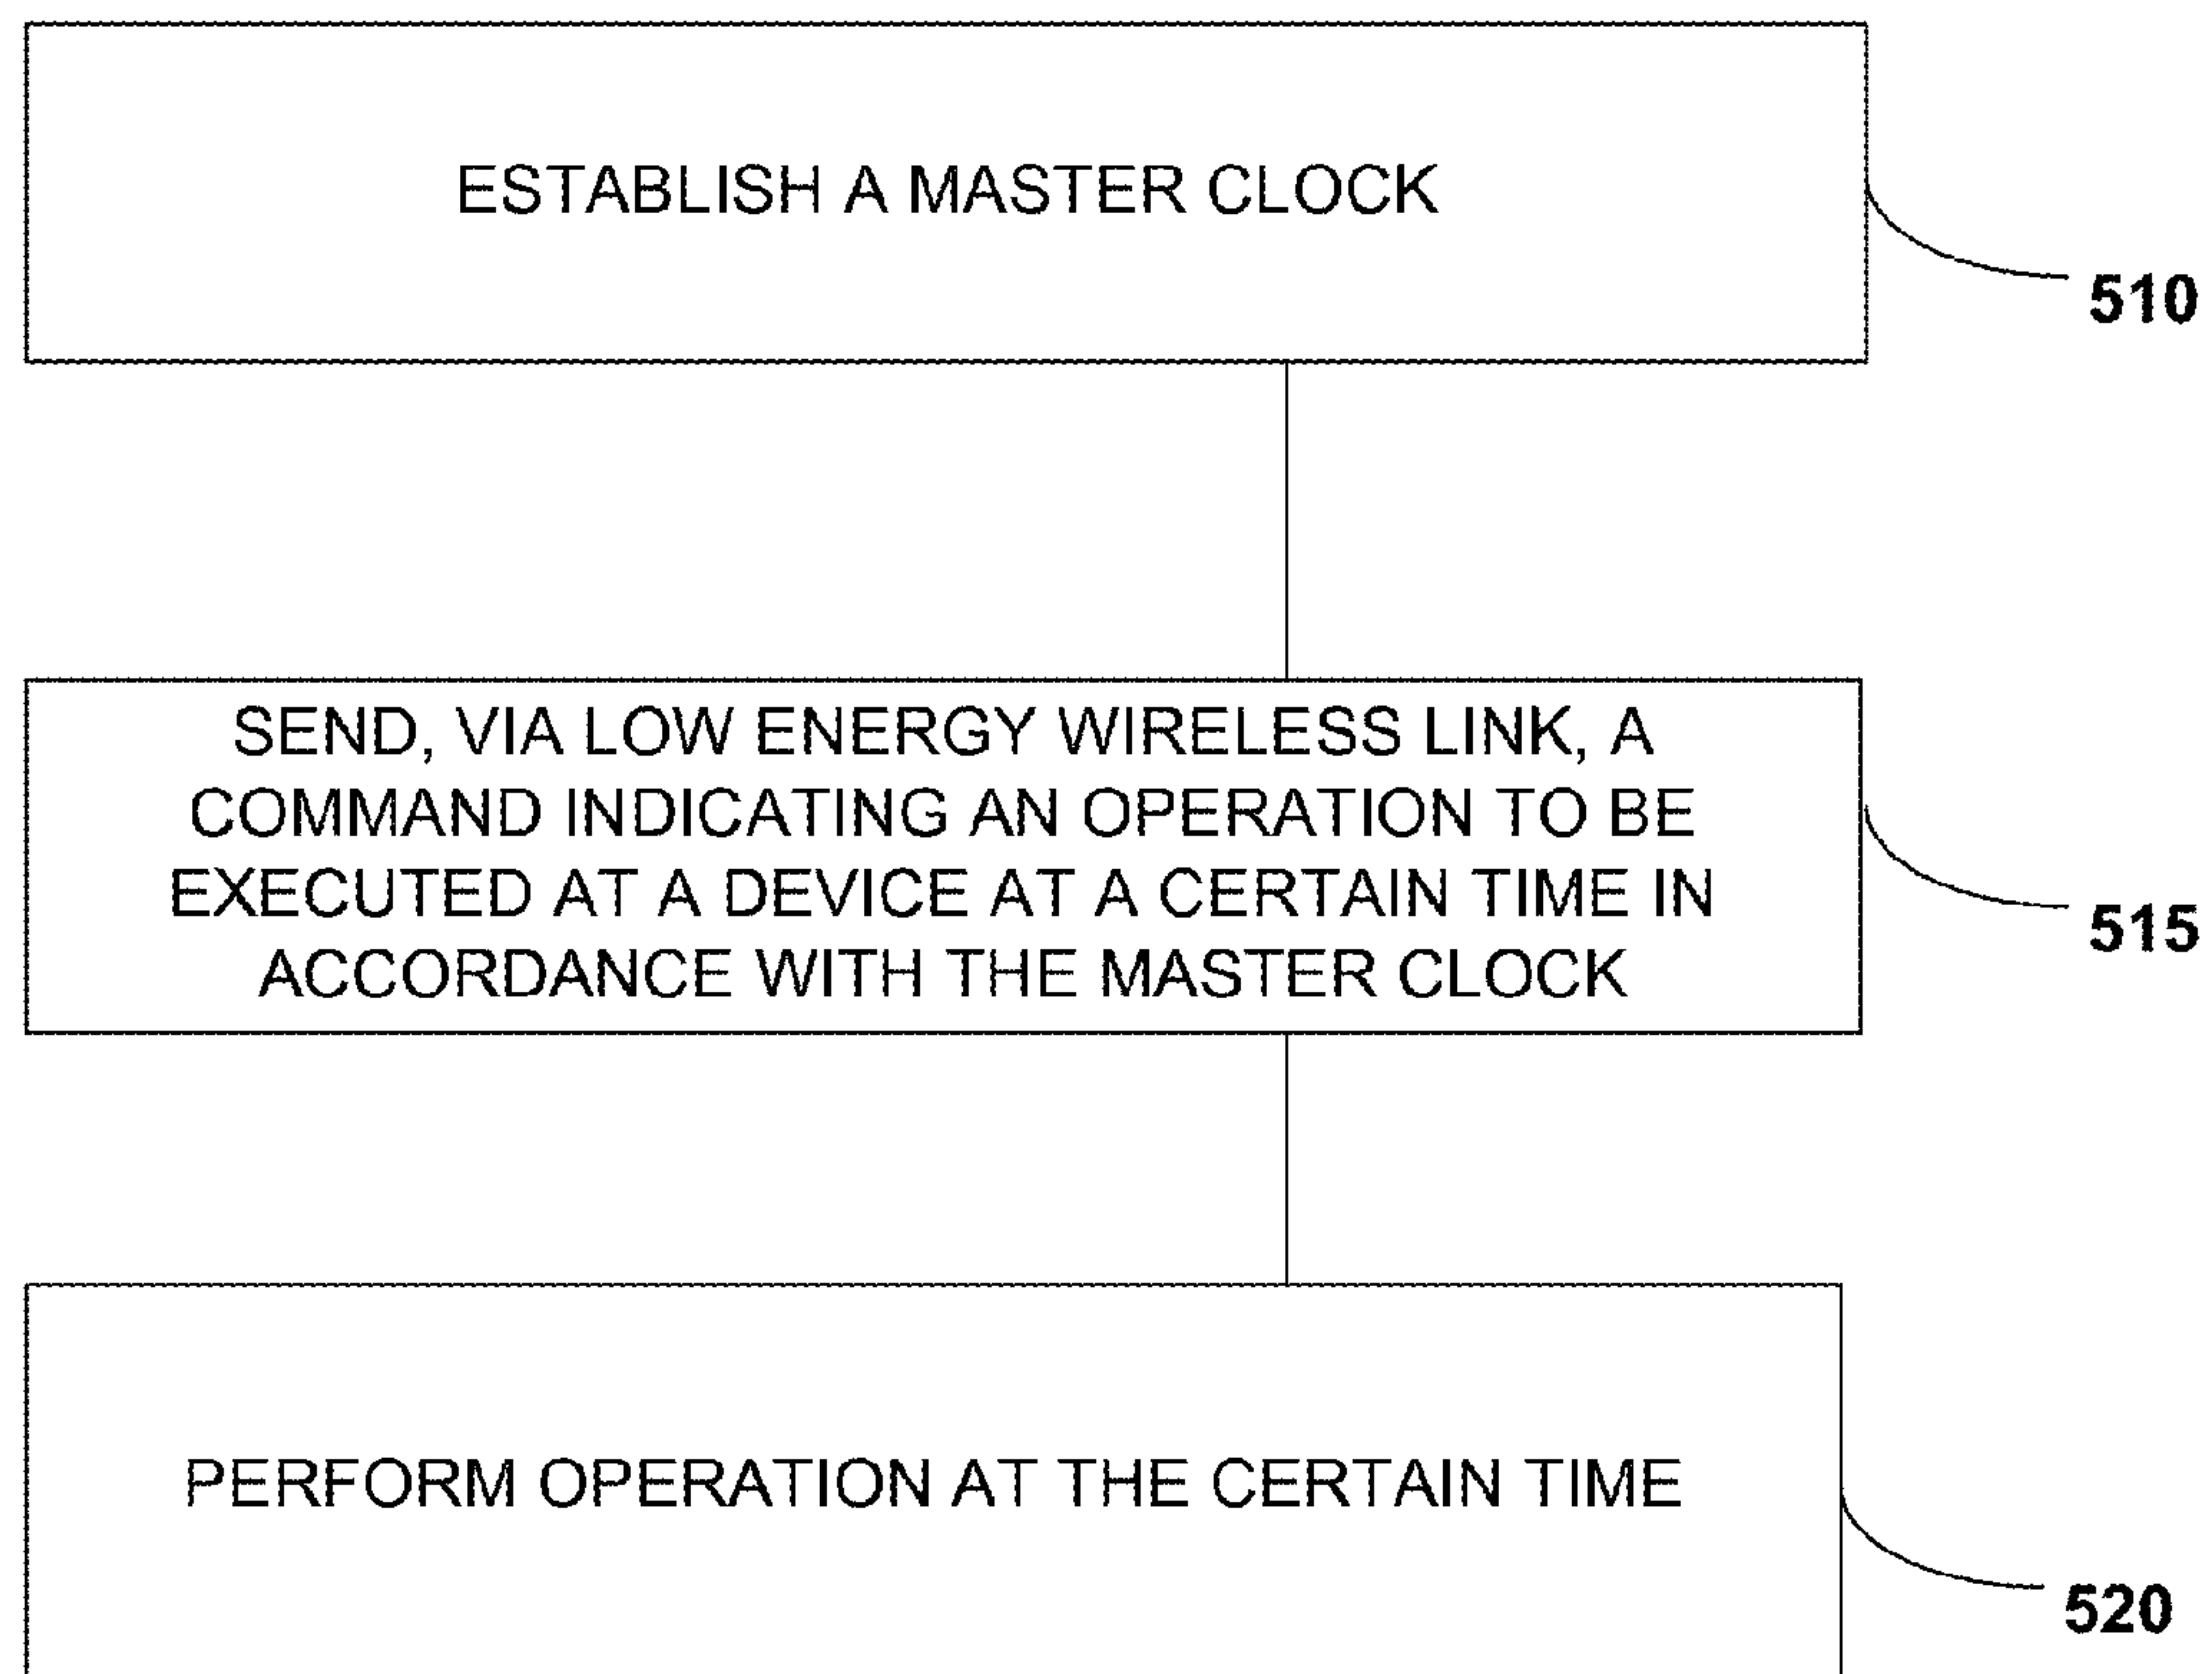 ESTABLISH A MASTER CLOCK
510
SEND, VIA LOW ENERGY WIRELESS LINK, A
COMMAND INDICATING AN OPERATION TO BE
EXECUTED AT A DEVICE AT A CERTAIN TIME IN
ACCORDANCE WITH THE MASTER CLOCK
515
PERFORM OPERATION AT THE CERTAIN TIME
520